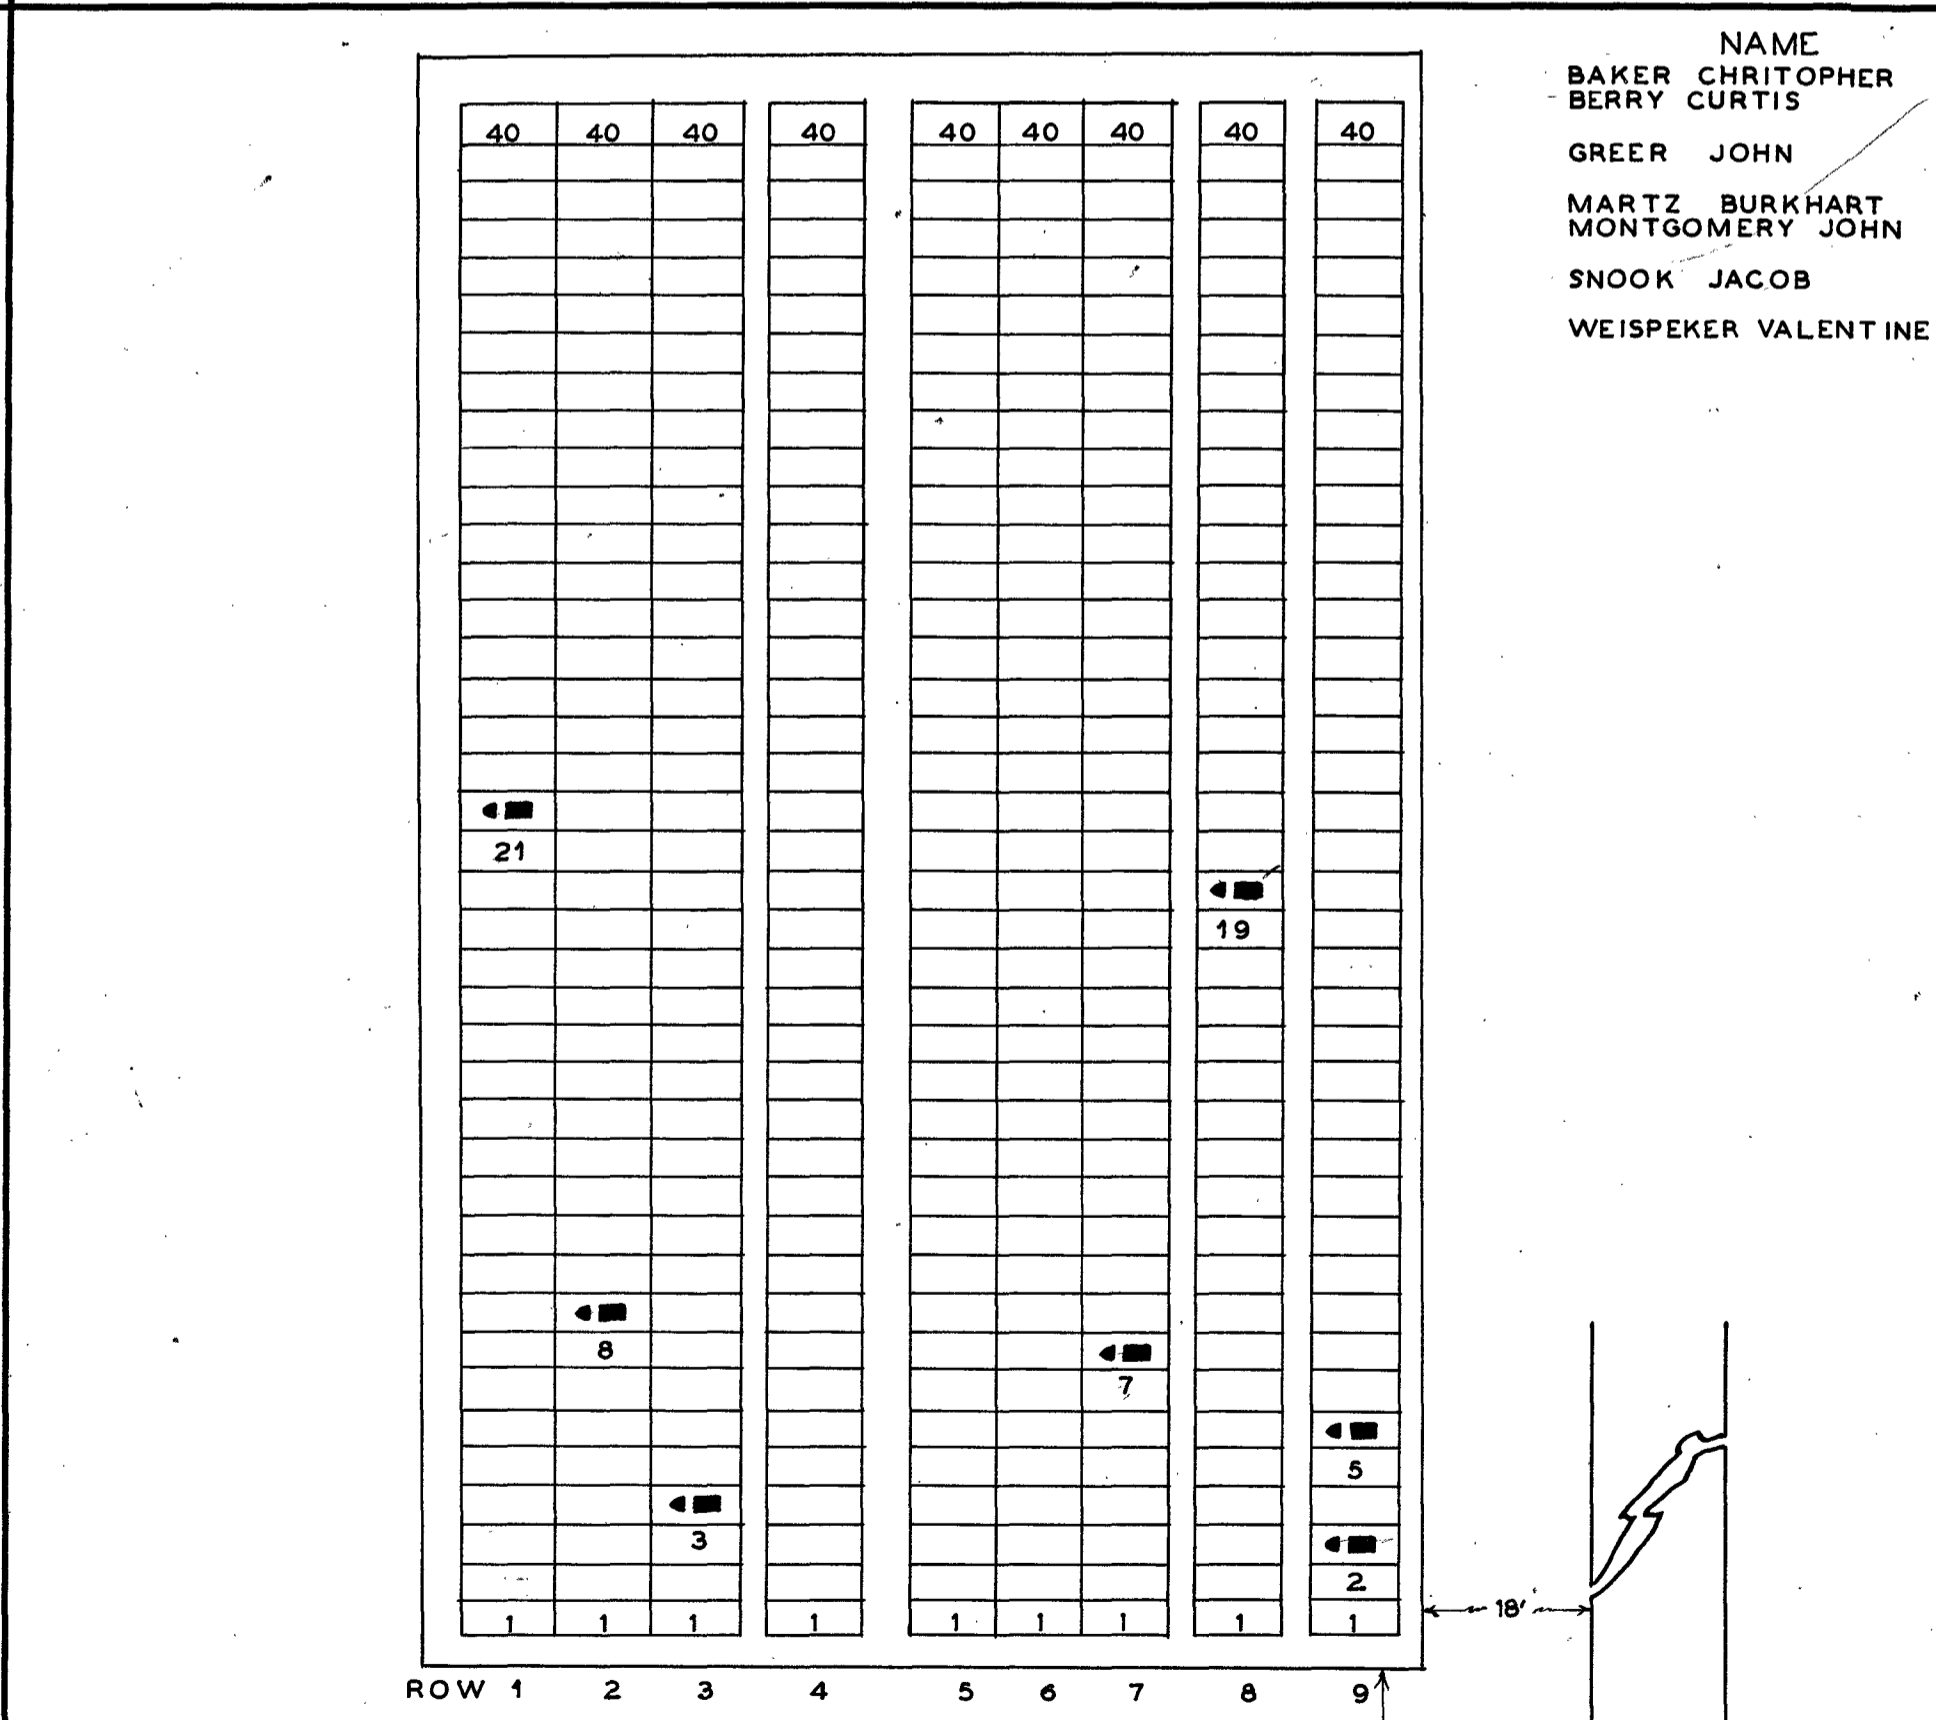 NAME
BAKER CHRITOPHER
BERRY CURTIS
GREER JOHN
MARTZ BURKHART
MONTGOMERY JOHN
SNOOK JACOB
WEISPEKER VALENTINE
40 40 40 40 40 40 40 40 40
21
19
8
7
5
3
2
1 1 1 1 1 1 1 1 1
18'
ROW 1 2 3 4 5 6 7 8 9